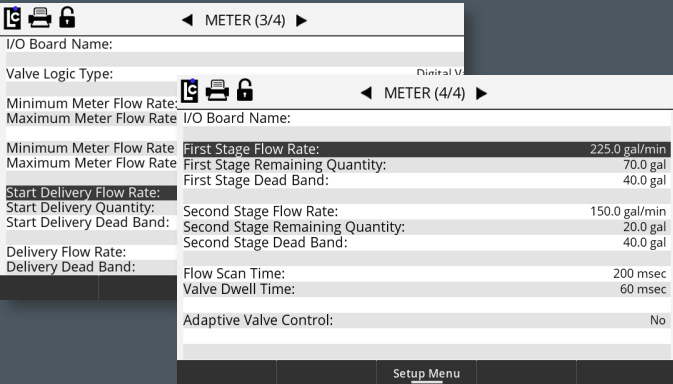 LC
METER (3/4)
I/O Board Name:
Valve Logic Type:
Digital
Minimum Meter Flow Rate:
Maximum Meter Flow Rate
Minimum Meter Flow Rate
Maximum Meter Flow Rate
Start Delivery Flow Rate:
Start Delivery Quantity:
Start Delivery Dead Band:
Delivery Flow Rate:
Delivery Dead Band:
LC
METER (4/4)
I/O Board Name:
First Stage Flow Rate: 225.0 gal/min
First Stage Remaining Quantity: 70.0 gal
First Stage Dead Band: 40.0 gal
Second Stage Flow Rate: 150.0 gal/min
Second Stage Remaining Quantity: 20.0 gal
Second Stage Dead Band: 40.0 gal
Flow Scan Time: 200 msec
Valve Dwell Time: 60 msec
Adaptive Valve Control: No
Setup Menu